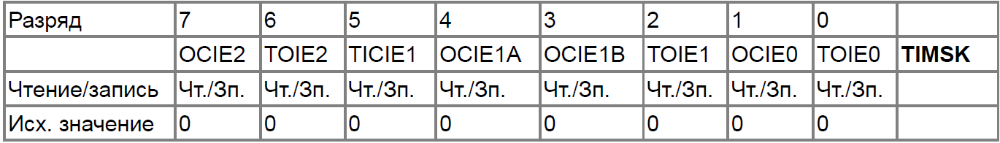 Разряд 7 6 5 4 3 2 1 0
OCIE2 TOIE2 TICIE1 OCIE1A OCIE1B TOIE1 OCIE0 TOIE0 TIMSK
Чтение/запись Чт./Зп. Чт./Зп. Чт./Зп. Чт./Зп. Чт./Зп. Чт./Зп. Чт./Зп. Чт./Зп.
Исх. значение 0 0 0 0 0 0 0 0